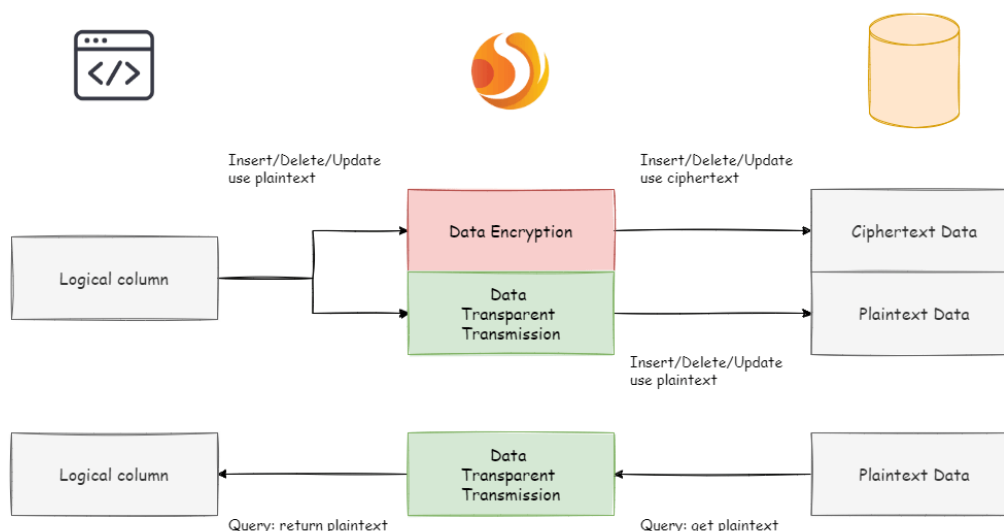 Insert/Delete/Update
use plaintext
Insert/Delete/Update
use ciphertext
Logical column
Data Encryption
Ciphertext Data
Data
Transparent
Transmission
Plaintext Data
Insert/Delete/Update
use plaintext
Logical column
Data
Transparent
Transmission
Plaintext Data
Query: return plaintext
Query: get plaintext